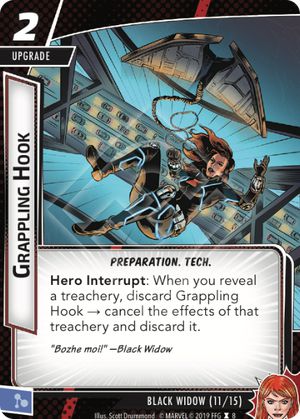 2
UPGRADE
GRAPPLING HOOK
PREPARATION. TECH.
Hero Interrupt: When you reveal
a treachery, discard Grappling
Hook → cancel the effects of that
treachery and discard it.
"Bozhe moi!" —Black Widow
BLACK WIDOW (11/15)
Illus. Scott Drummond © MARVEL © 2019 FFG 8